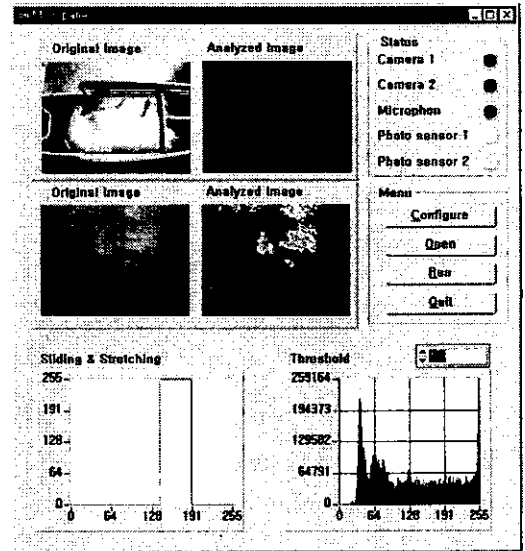 Original Image Analyzed Image
Original Image Analyzed Image
Status
Camera 1
Camera 2
Microphon
Photo sensor 1
Photo sensor 2
Menu
Configure
Open
Run
Quit
Sliding & Stretching
255
191
128
64
0
0 64 128 191 255
Threshold
259164
194373
129582
64791
0
0 64 128 191 255